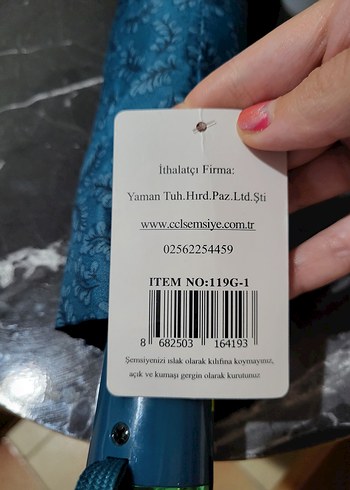 İthalatçı Firma:
Yaman Tuh.Hırd.Paz.Ltd.Şti
www.cclsemsiye.com.tr
02562254459
ITEM NO:119G-1
8 682503 164193
Şemsiyenizi ıslak olarak kılıfına koymayınız,
açık ve kumaşı gergin olarak kurutunuz